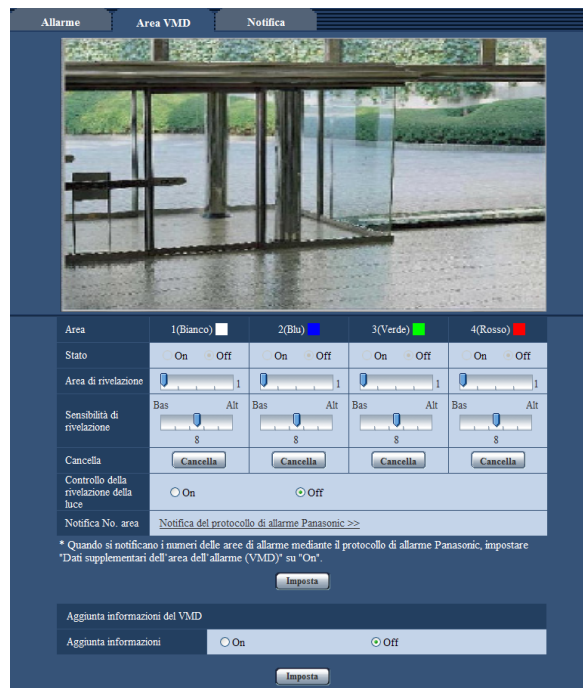 Allarme Area VMD Notifica
Area 1(Bianco) 2(Blu) 3(Verde) 4(Rosso)
Stato On Off On Off On Off On Off
Area di rivelazione 1 1 1 1
Sensibilità di rivelazione Bas Alt Bas Alt Bas Alt Bas Alt
8 8 8 8
Cancella Cancella Cancella Cancella Cancella
Controllo della rivelazione della luce On Off
Notifica No. area Notifica del protocollo di allarme Panasonic >>
* Quando si notificano i numeri delle aree di allarme mediante il protocollo di allarme Panasonic, impostare
"Dati supplementari dell'area dell'allarme (VMD)" su "On".
Imposta
Aggiunta informazioni del VMD
Aggiunta informazioni On Off
Imposta